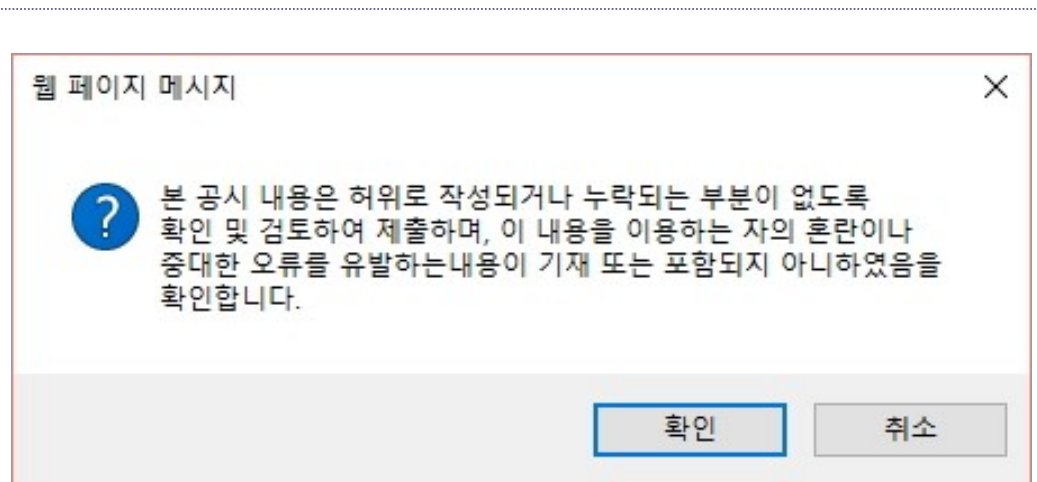 웹 페이지 메시지
본 공시 내용은 허위로 작성되거나 누락되는 부분이 없도록
확인 및 검토하여 제출하며, 이 내용을 이용하는 자의 혼란이나
중대한 오류를 유발하는내용이 기재 또는 포함되지 아니하였음을
확인합니다.
확인 취소